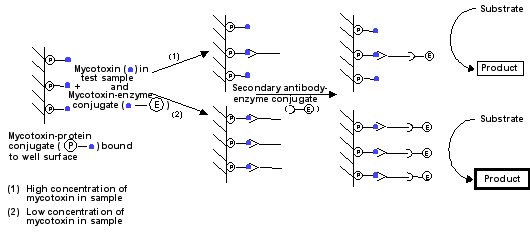 Substrate
Product
P
P
P
P
P
P
P
P
P
E
(1)
Mycotoxin ( ) in
test sample
+ and
Mycotoxin-enzyme
conjugate ( E )
(2)
Secondary antibody-
enzyme conjugate
( E )
Mycotoxin-protein
conjugate ( P ) bound
to well surface
P
P
P
P
E
P
E
P
E
Substrate
Product
(1) High concentration of
mycotoxin in sample
(2) Low concentration of
mycotoxin in sample